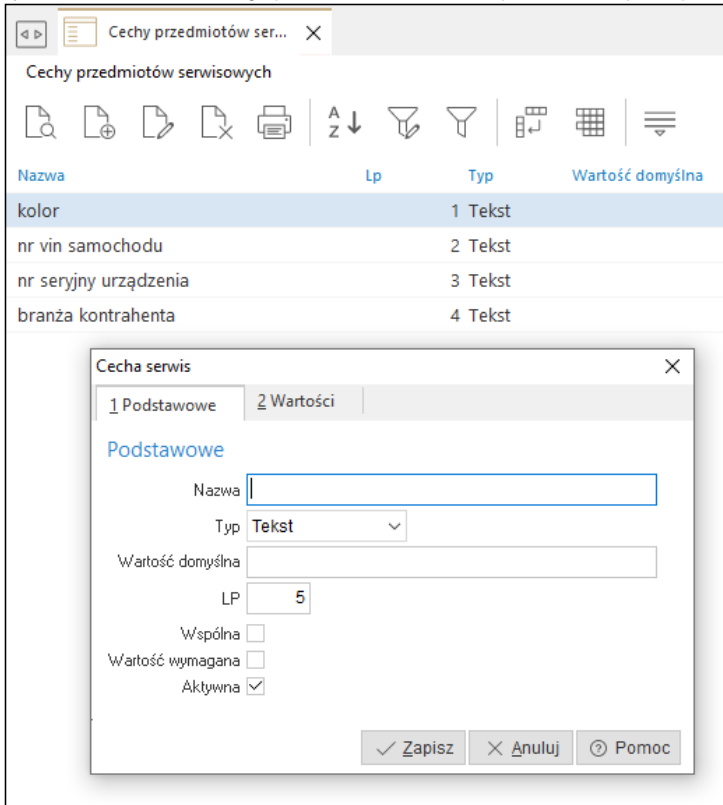 Cechy przedmiotów ser...
Cechy przedmiotów serwisowych
A
Z
Nazwa Lp Typ Wartość domyślna
kolor 1 Tekst
nr vin samochodu 2 Tekst
nr seryjny urządzenia 3 Tekst
branża kontrahenta 4 Tekst
Cecha serwis
1 Podstawowe 2 Wartości
Podstawowe
Nazwa
Typ Tekst
Wartość domyślna
LP 5
Wspólna
Wartość wymagana
Aktywna
Zapisz Anuluj Pomoc